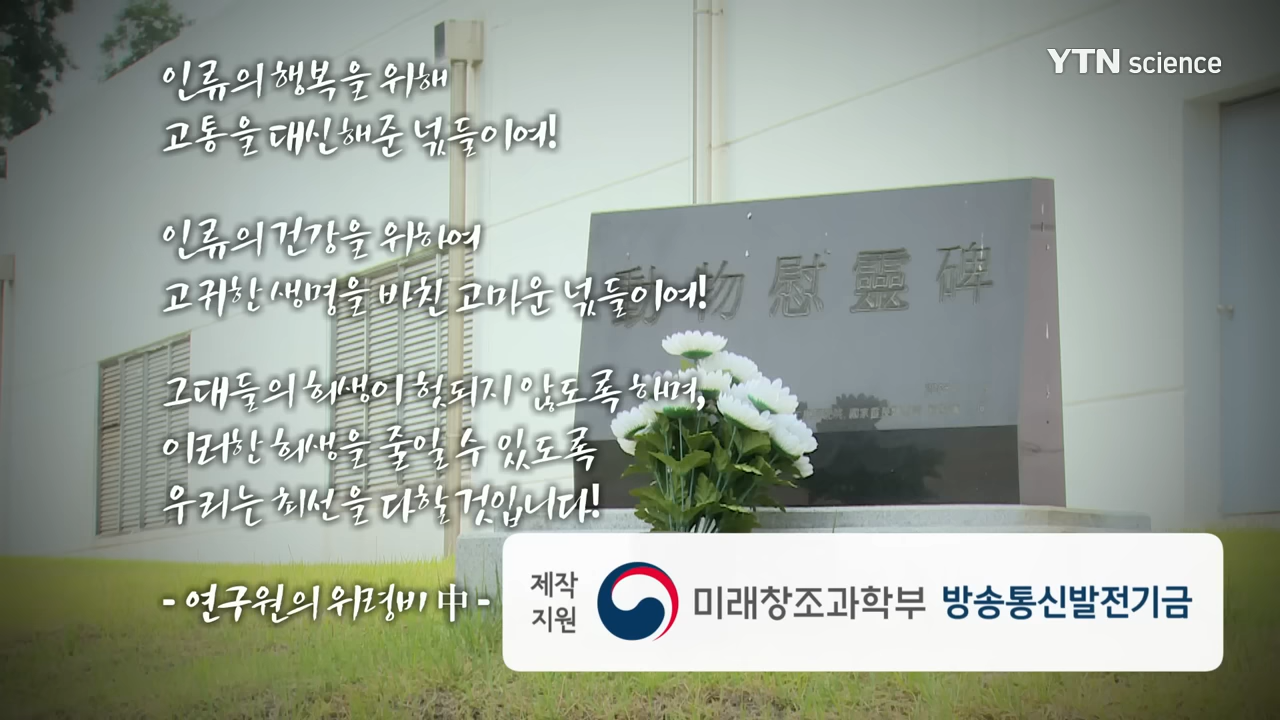 YTN science
인류의 행복을 위해
고통을 대신해준 넋들이여!
인류의 건강을 위하여
고귀한 생명을 바친 고마운 넋들이여!
그대들의 희생이 헛되지 않도록 하며,
이러한 희생을 줄일 수 있도록
우리는 최선을 다할 것입니다!
- 연구원의 위령비 中 -
動物慰靈碑
제작
지원
미래창조과학부 방송통신발전기금